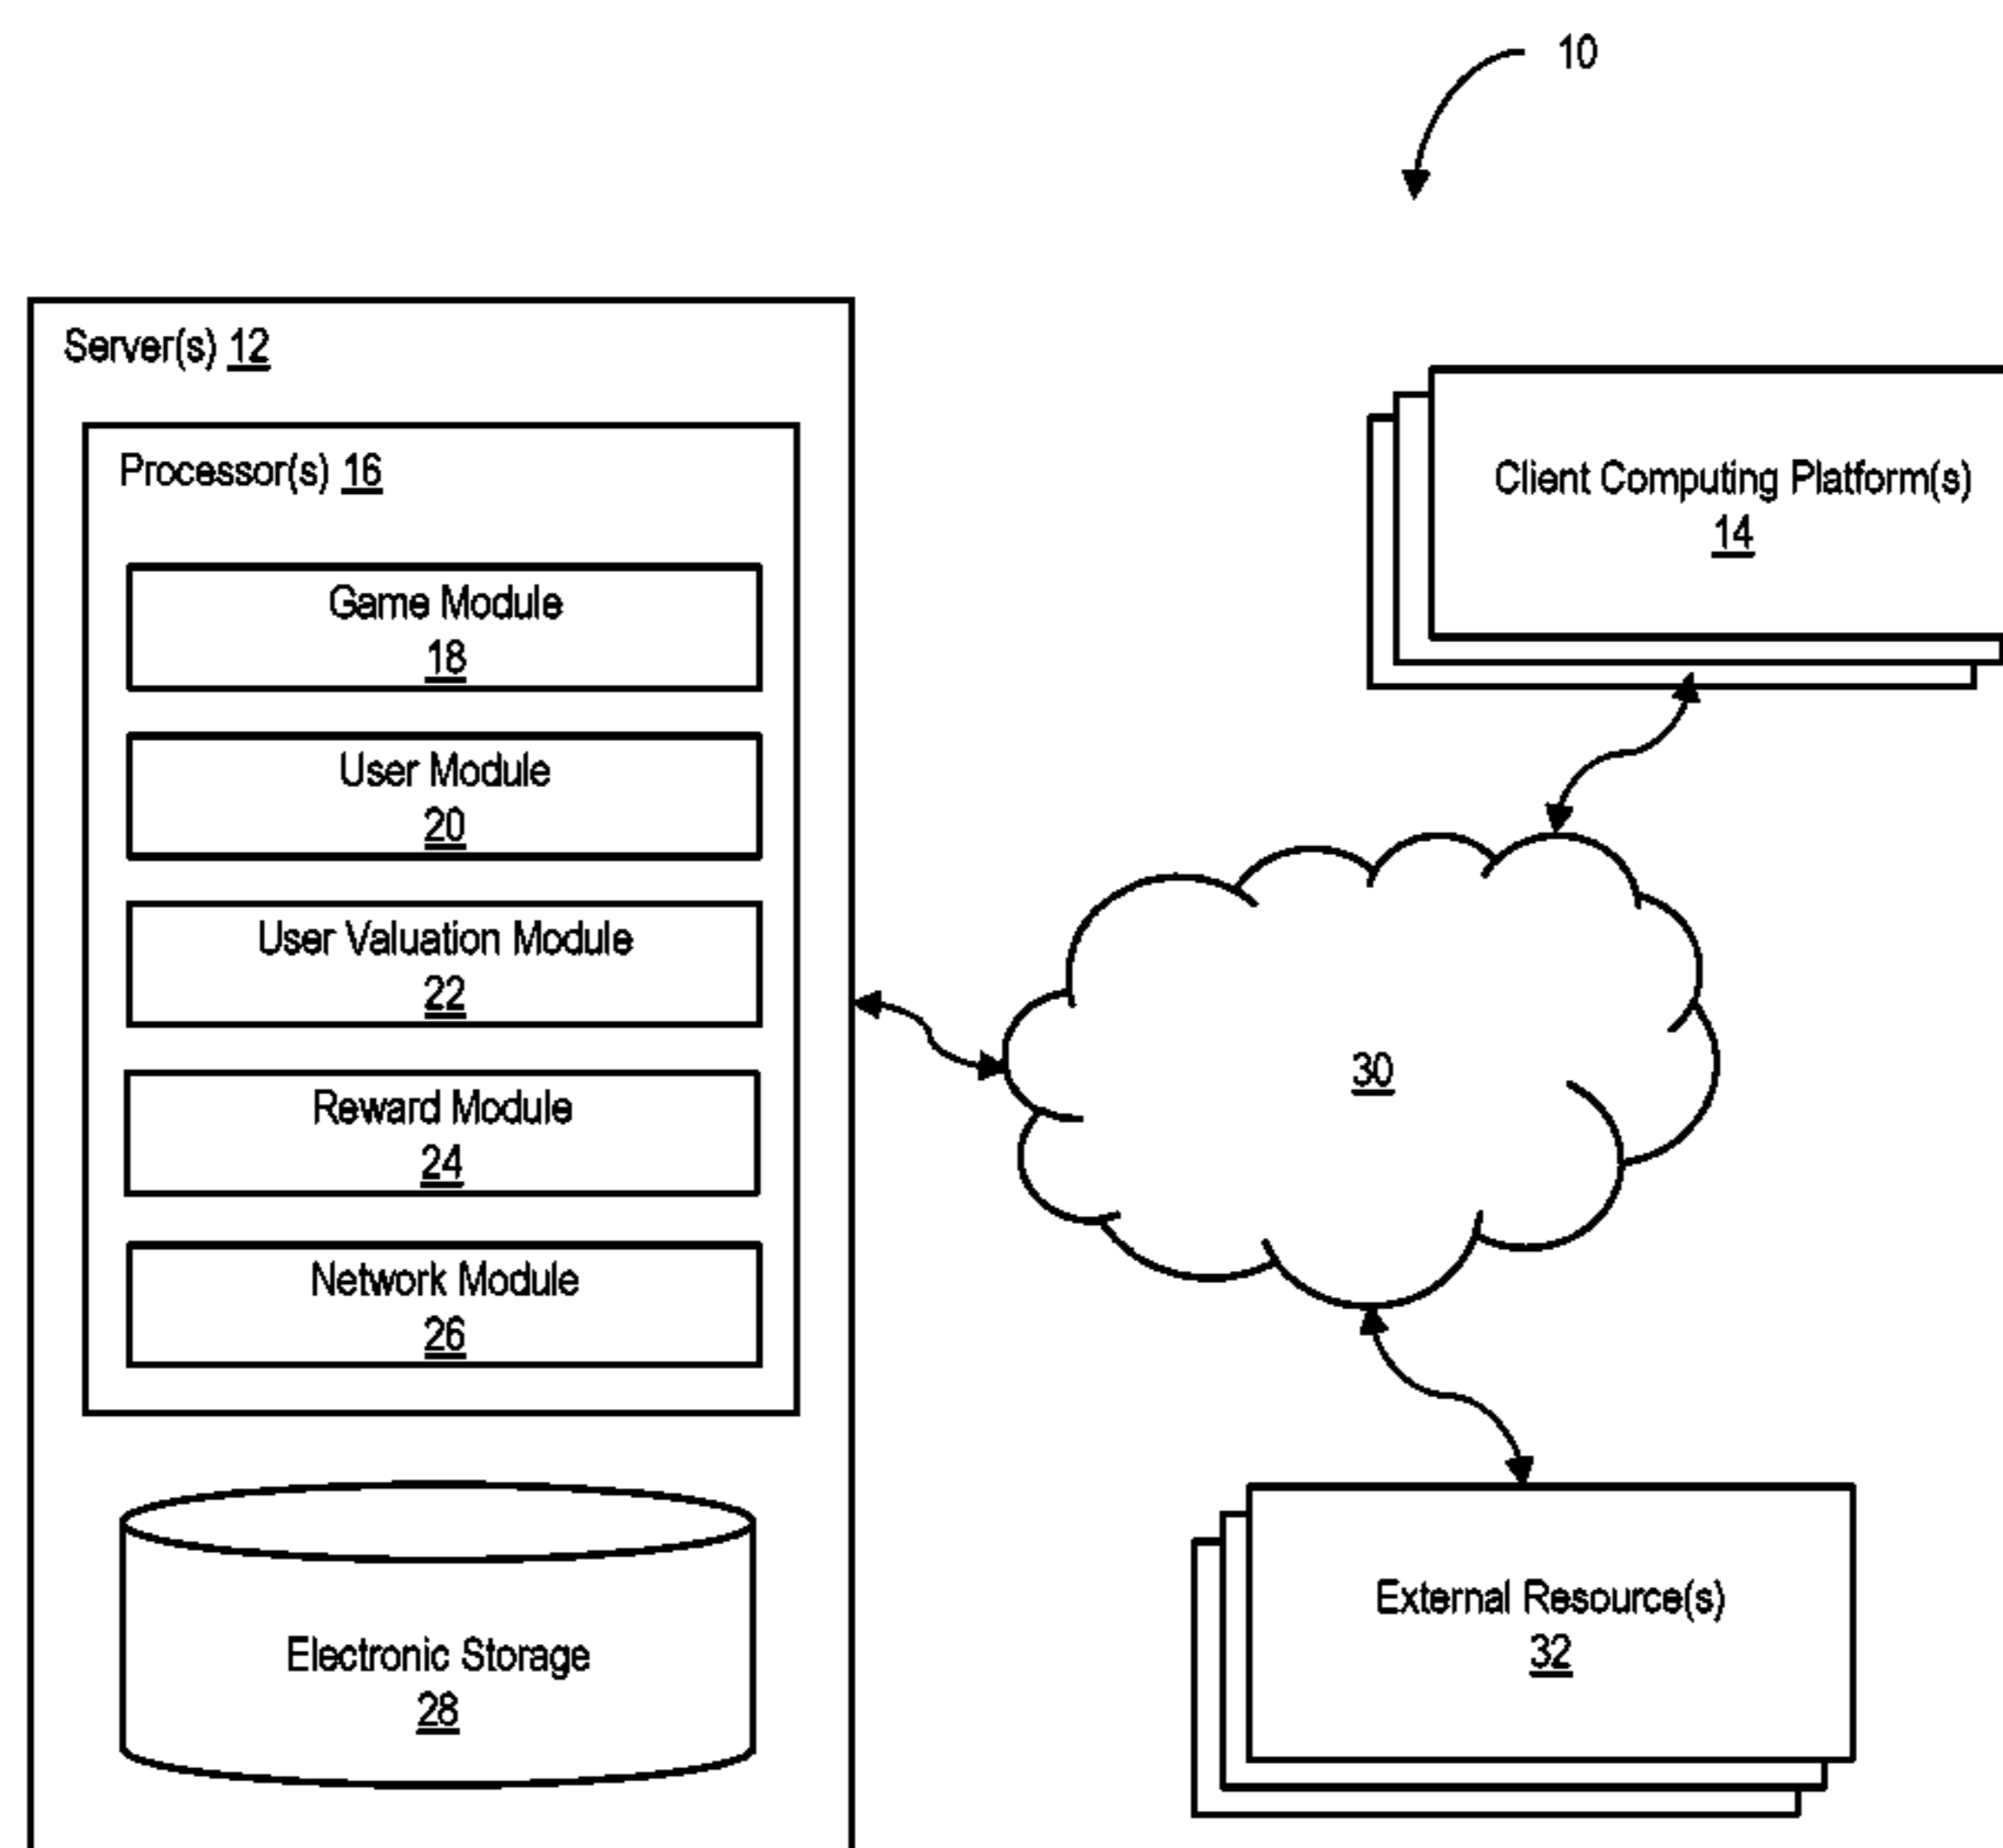 10
Server(s) 12
Processor(s) 16
Game Module
18
User Module
20
User Valuation Module
22
Reward Module
24
Network Module
26
Electronic Storage
28
Client Computing Platform(s)
14
30
External Resource(s)
32